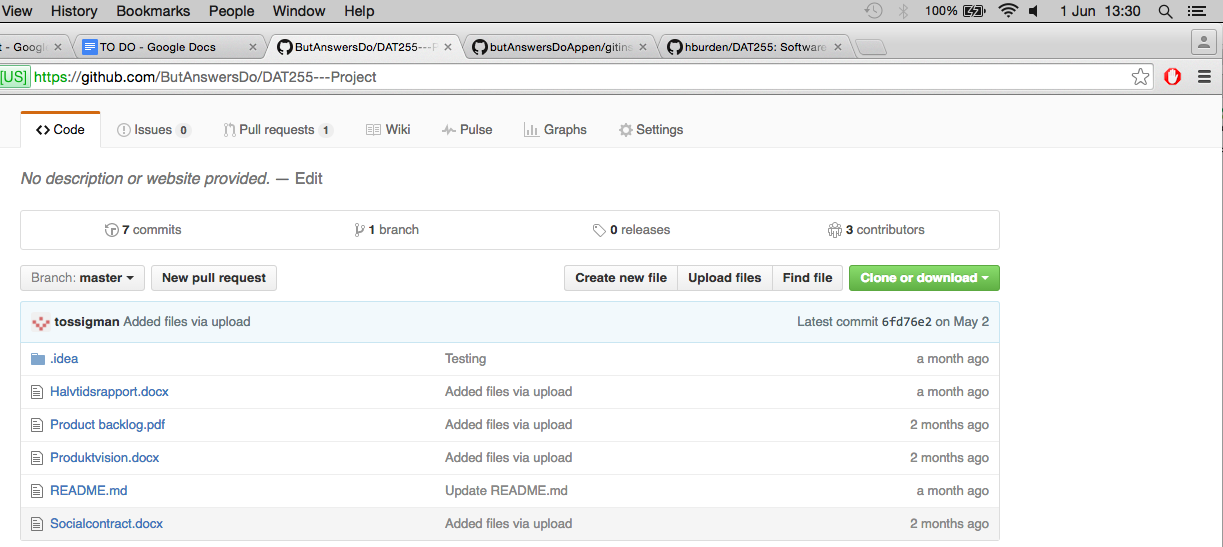 View History Bookmarks People Window Help 100% 1 Jun 13:30
TO DO - Google Docs ButAnswersDo/DAT255---P butAnswersDoAppen/gitins hburden/DAT255: Software
[US] https://github.com/ButAnswersDo/DAT255---Project
Code Issues 0 Pull requests 1 Wiki Pulse Graphs Settings
No description or website provided. — Edit
7 commits 1 branch 0 releases 3 contributors
Branch: master New pull request Create new file Upload files Find file Clone or download
tossigman Added files via upload Latest commit 6fd76e2 on May 2
.idea Testing a month ago
Halvtidsrapport.docx Added files via upload a month ago
Product backlog.pdf Added files via upload 2 months ago
Produktvision.docx Added files via upload 2 months ago
README.md Update README.md a month ago
Socialcontract.docx Added files via upload 2 months ago